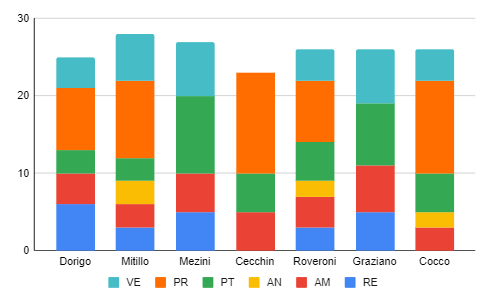 30
20
10
0
Dorigo Mitillo Mezini Cecchin Roveroni Graziano Cocco
VE PR PT AN AM RE